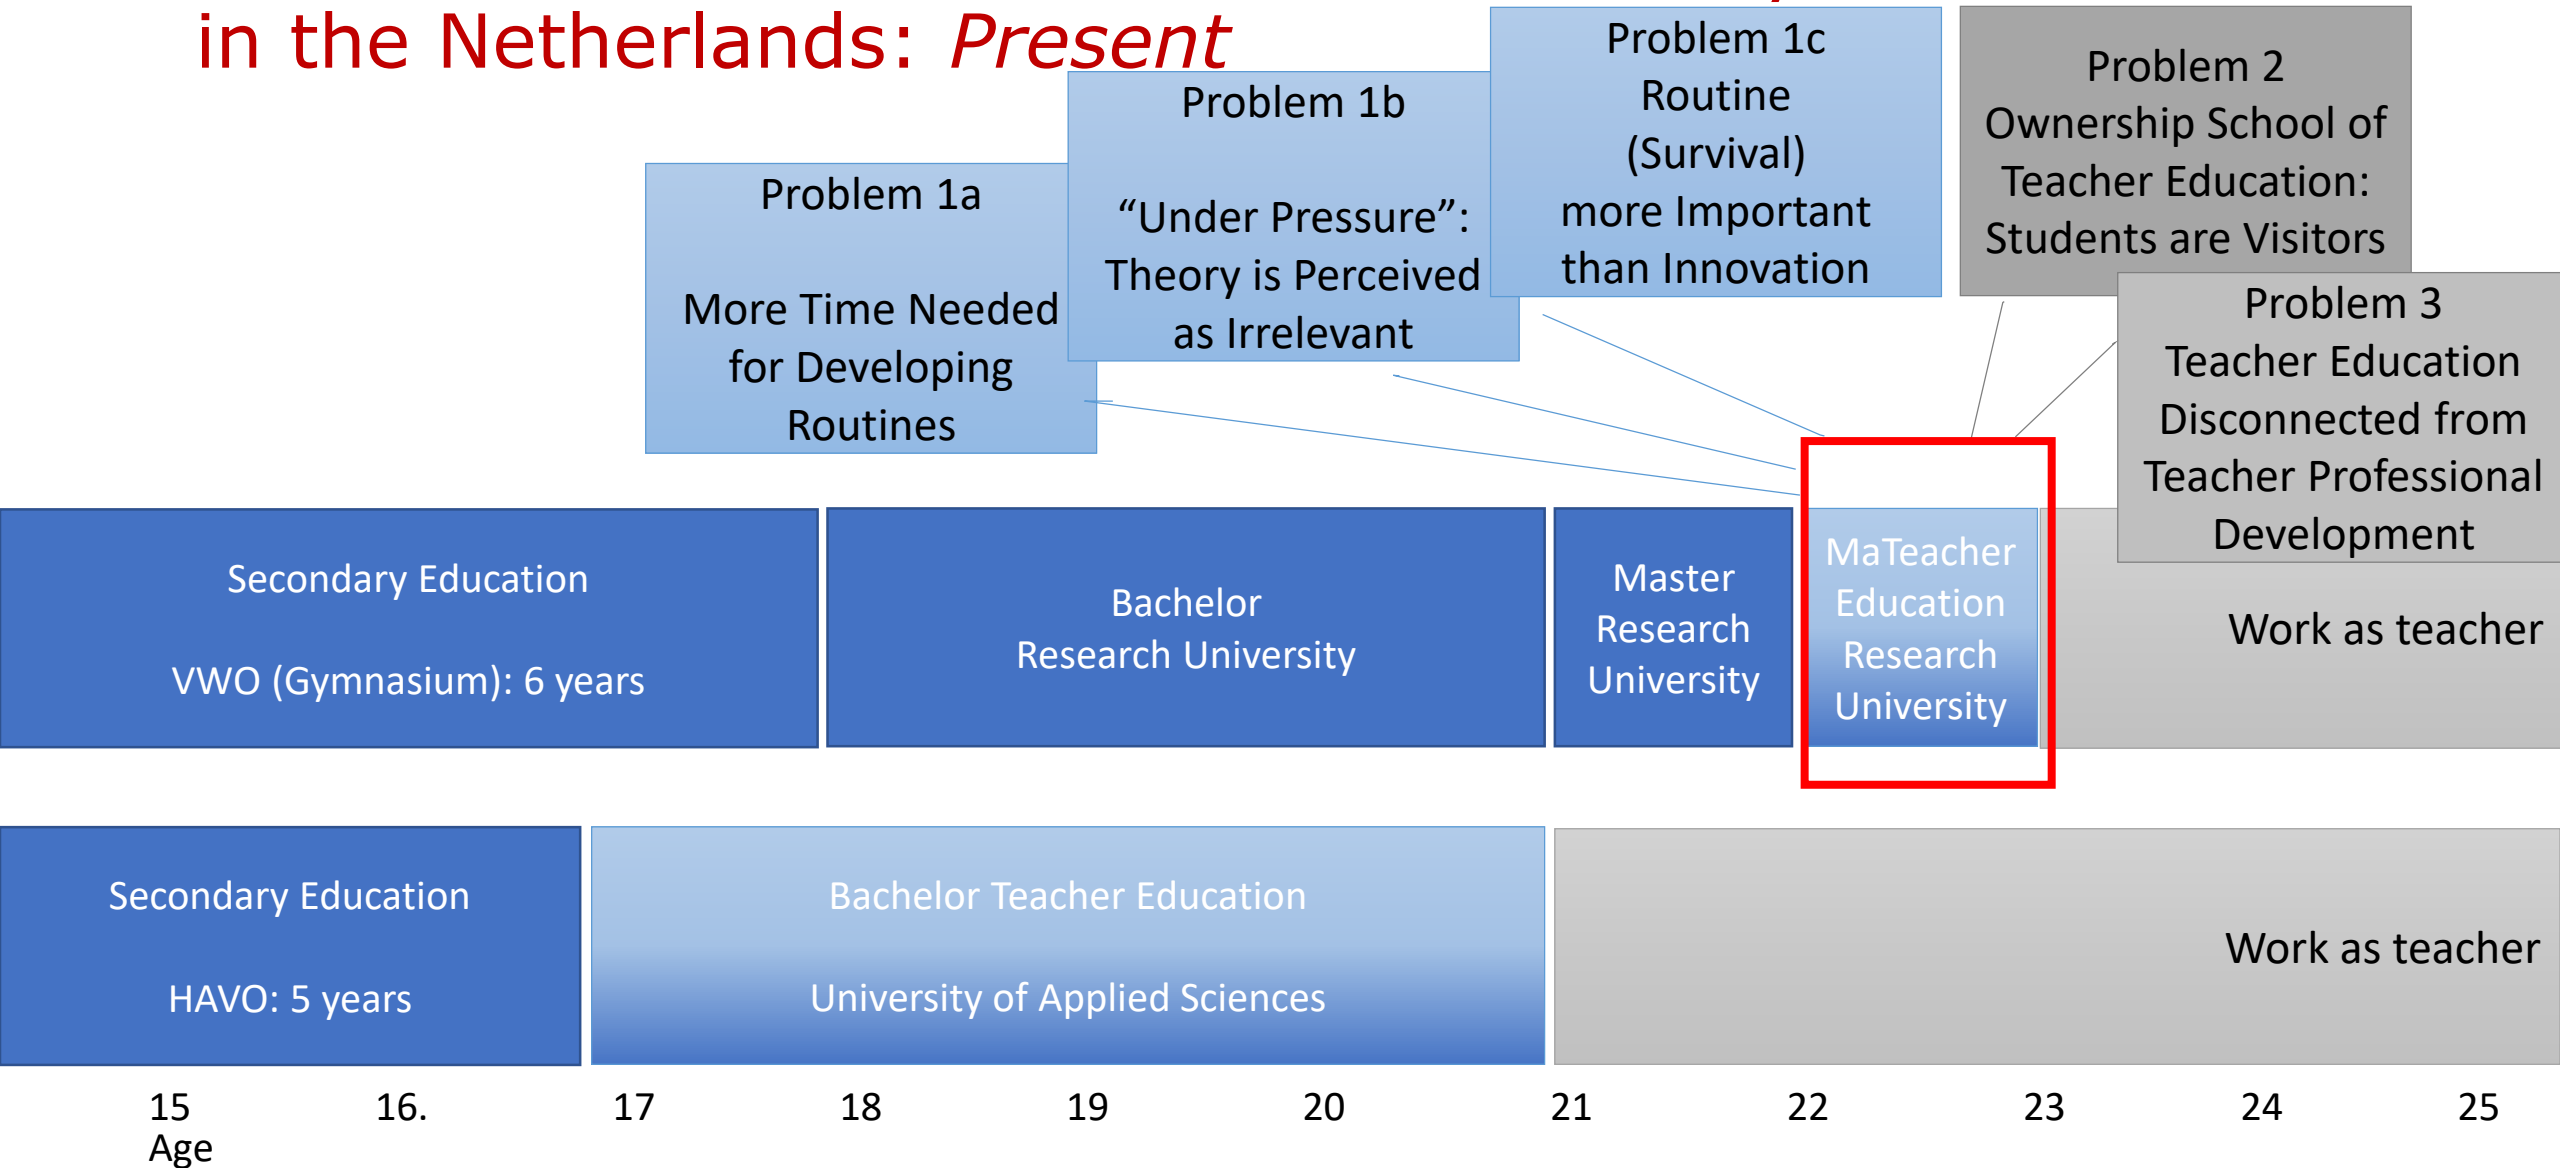 in the Netherlands: Present
Problem 1a
More Time Needed
for Developing
Routines
Problem 1b
“Under Pressure”:
Theory is Perceived
as Irrelevant
Problem 1c
Routine
(Survival)
more Important
than Innovation
Problem 2
Ownership School of
Teacher Education:
Students are Visitors
Problem 3
Teacher Education
Disconnected from
Teacher Professional
Development
Secondary Education
VWO (Gymnasium): 6 years
Bachelor
Research University
Master
Research
University
MaTeacher
Education
Research
University
Work as teacher
Secondary Education
HAVO: 5 years
Bachelor Teacher Education
University of Applied Sciences
Work as teacher
15 16. 17 18 19 20 21 22 23 24 25
Age